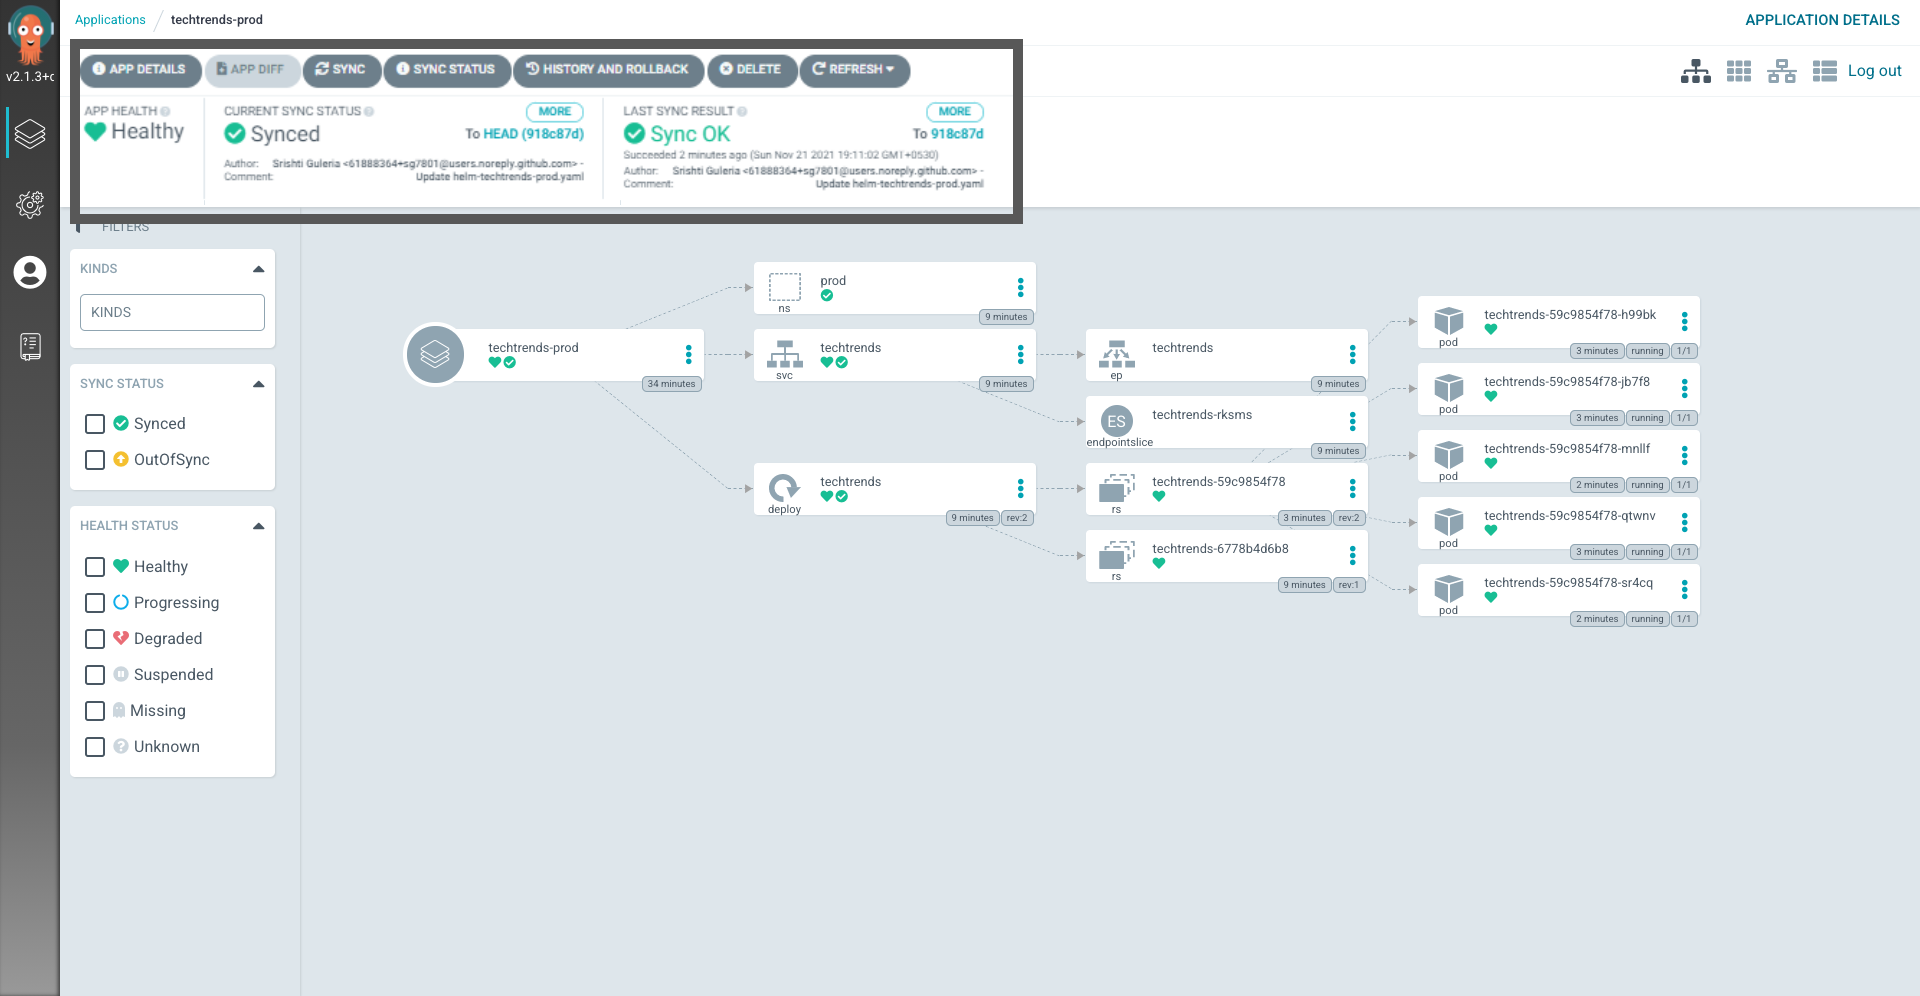 Applications / techtrends-prod
APPLICATION DETAILS
v2.1.3+c
APP DETAILS
APP DIFF
SYNC
SYNC STATUS
HISTORY AND ROLLBACK
DELETE
REFRESH
Log out
APP HEALTH
Healthy
CURRENT SYNC STATUS
MORE
Synced
To HEAD (918c87d)
Author: Srishti Guleria <61888364+sg7801@users.noreply.github.com> -
Comment: Update helm-techtrends-prod.yaml
LAST SYNC RESULT
MORE
Sync OK
To 918c87d
Succeeded 2 minutes ago (Sun Nov 21 2021 19:11:02 GMT+0530)
Author: Srishti Guleria <61888364+sg7801@users.noreply.github.com> -
Comment: Update helm-techtrends-prod.yaml
FILTERS
KINDS
KINDS
SYNC STATUS
Synced
OutOfSync
HEALTH STATUS
Healthy
Progressing
Degraded
Suspended
Missing
Unknown
techtrends-prod
34 minutes
prod
ns
9 minutes
techtrends
svc
9 minutes
techtrends
deploy
9 minutes rev:2
techtrends
ep
9 minutes
ES
techtrends-rksms
endpointslice
9 minutes
techtrends-59c9854f78
rs
3 minutes rev:2
techtrends-6778b4d6b8
rs
9 minutes rev:1
techtrends-59c9854f78-h99bk
pod
3 minutes running 1/1
techtrends-59c9854f78-jb7f8
pod
3 minutes running 1/1
techtrends-59c9854f78-mnllf
pod
2 minutes running 1/1
techtrends-59c9854f78-qtwnv
pod
3 minutes running 1/1
techtrends-59c9854f78-sr4cq
pod
2 minutes running 1/1